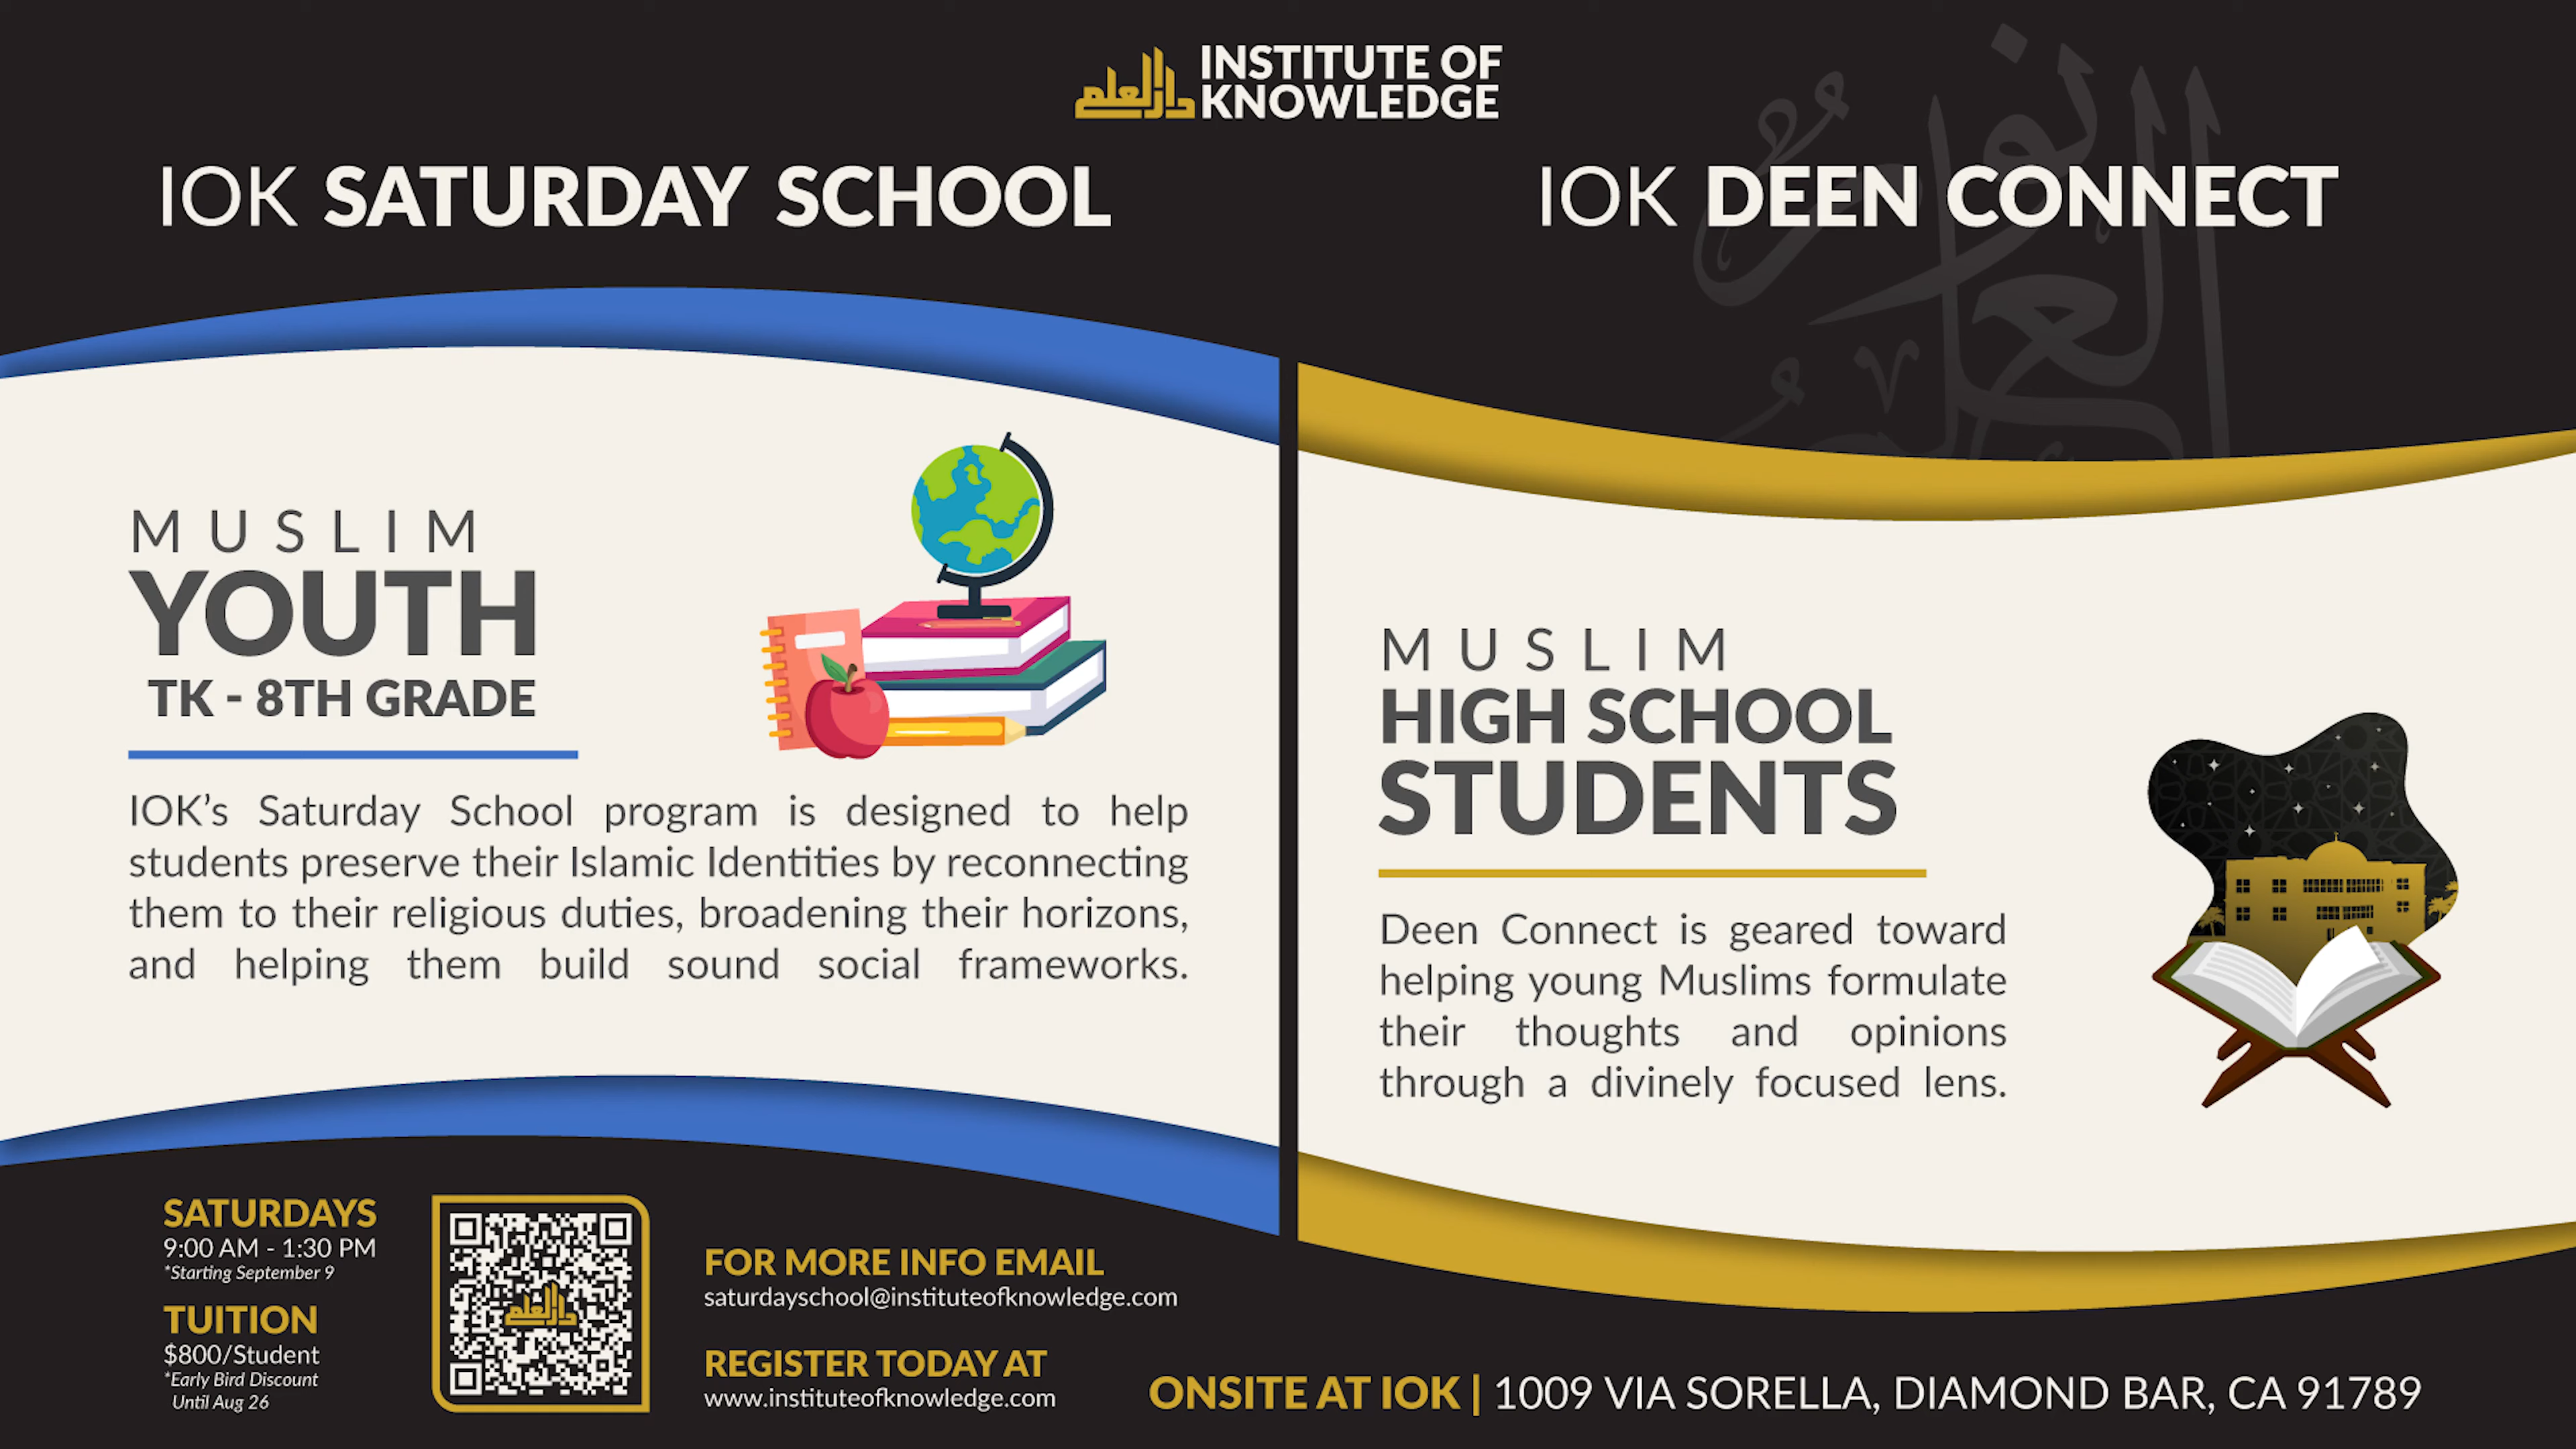 دار العلم
INSTITUTE OF
KNOWLEDGE
IOK SATURDAY SCHOOL
MUSLIM
YOUTH
TK - 8TH GRADE
IOK’s Saturday School program is designed to help
students preserve their Islamic Identities by reconnecting
them to their religious duties, broadening their horizons,
and helping them build sound social frameworks.
IOK DEEN CONNECT
MUSLIM
HIGH SCHOOL
STUDENTS
Deen Connect is geared toward
helping young Muslims formulate
their thoughts and opinions
through a divinely focused lens.
SATURDAYS
9:00 AM - 1:30 PM
*Starting September 9
TUITION
$800/Student
*Early Bird Discount
Until Aug 26
دار العلم
FOR MORE INFO EMAIL
saturdayschool@instituteofknowledge.com
REGISTER TODAY AT
www.instituteofknowledge.com
ONSITE AT IOK | 1009 VIA SORELLA, DIAMOND BAR, CA 91789